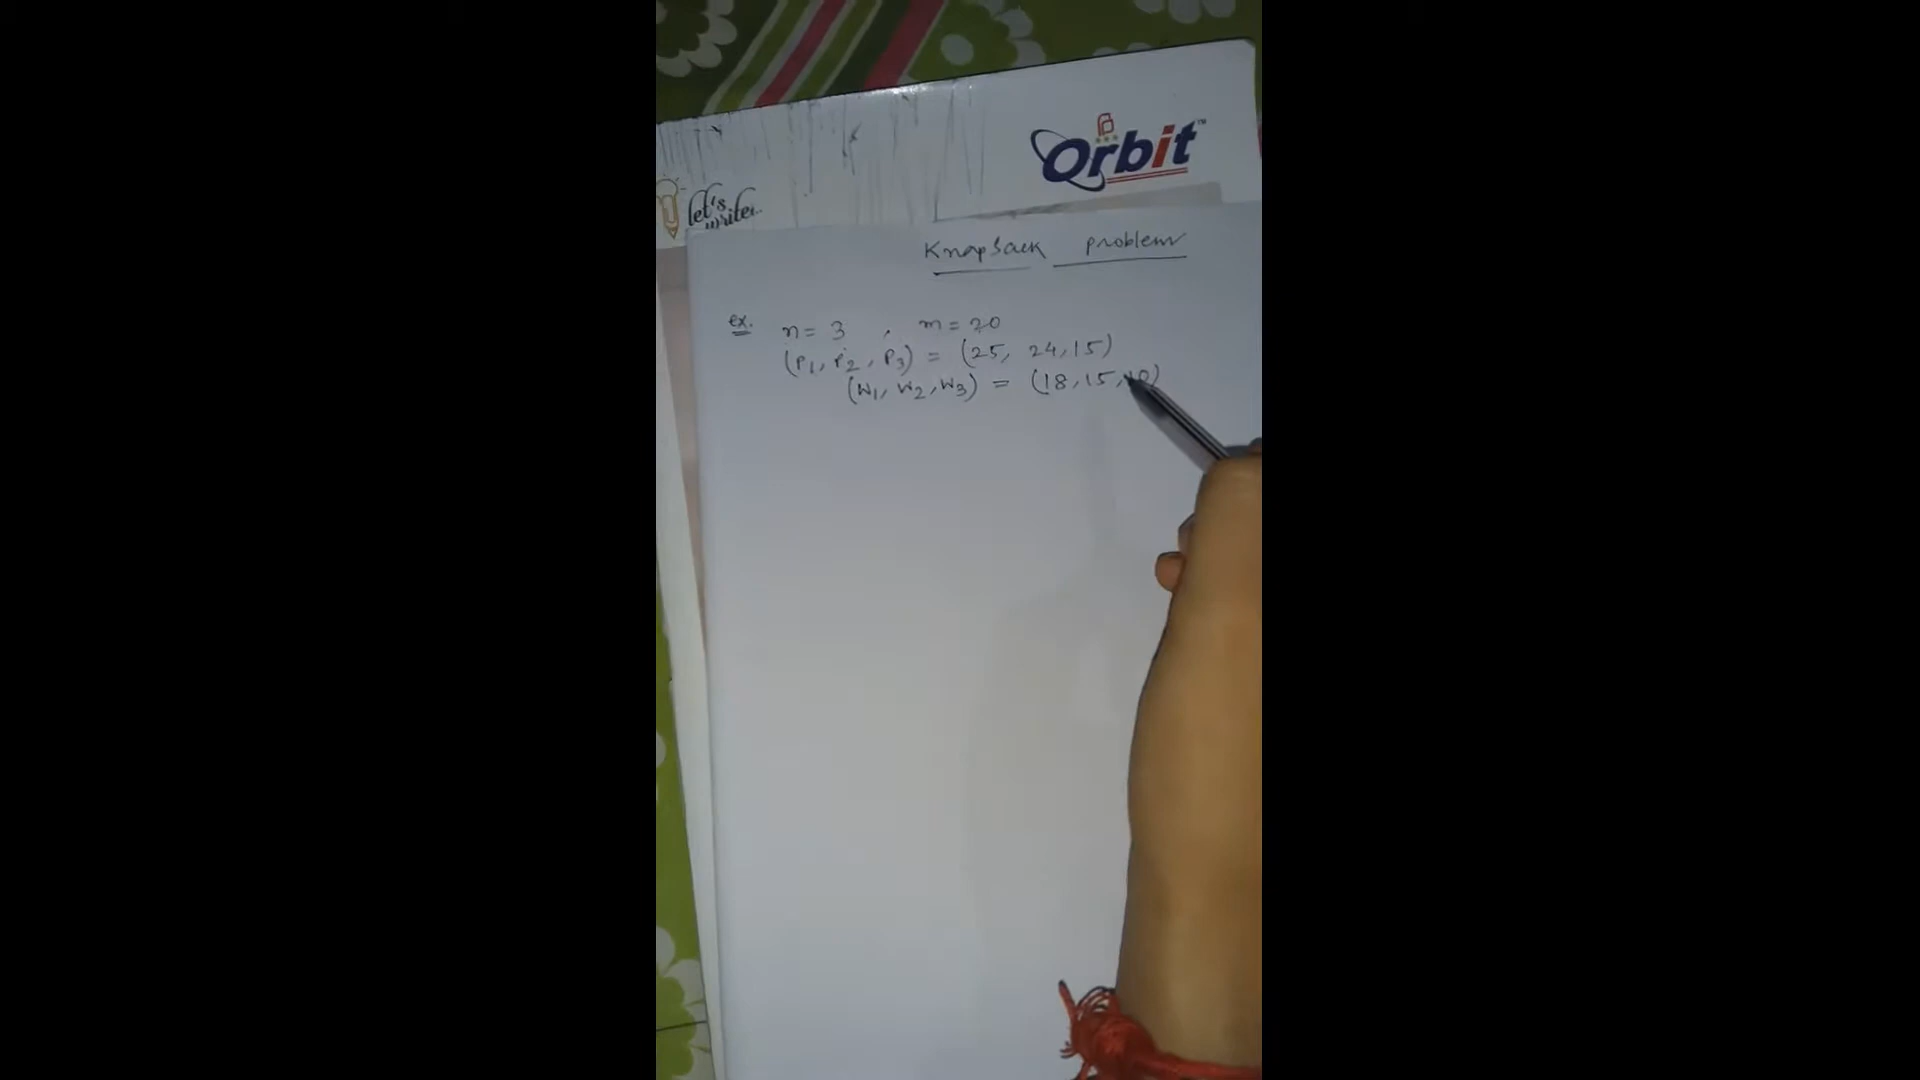 Orbit™
let's
write...
Knapsack problem
ex. n = 3 , m = 20
(P1, P2, P3) = (25, 24, 15)
(W1, W2, W3) = (18, 15, 10)